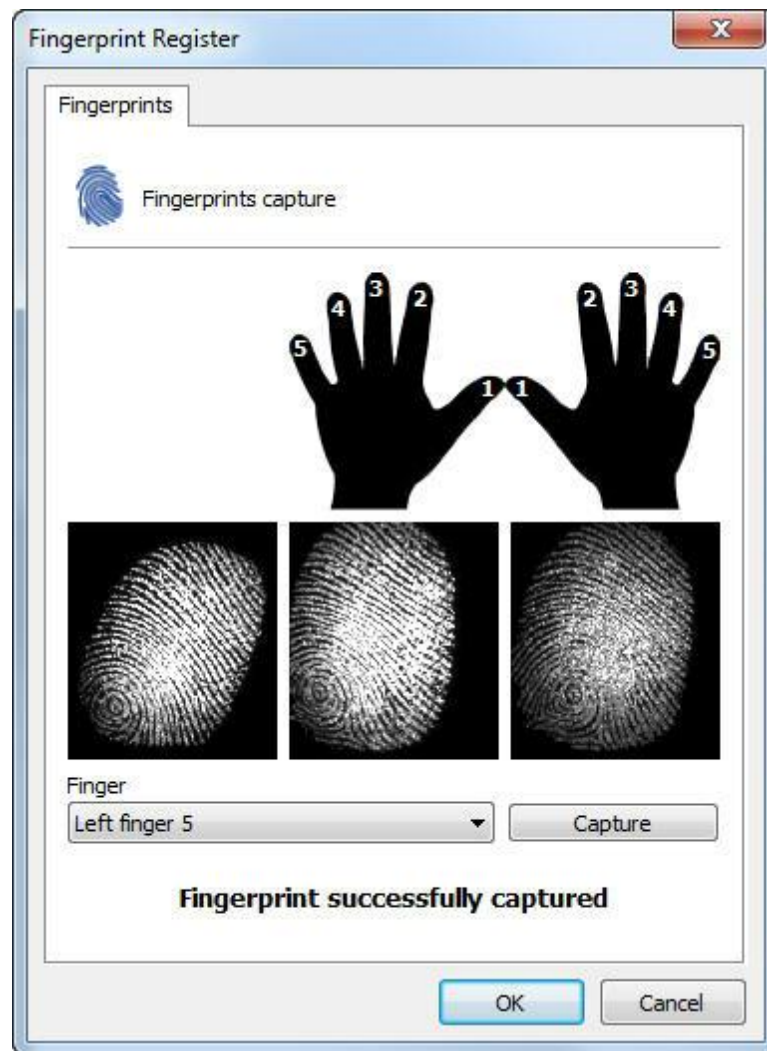 Fingerprint Register
Fingerprints
Fingerprints capture
3 3
4 2 2 4
5 5
1 1
Finger
Left finger 5
Capture
Fingerprint successfully captured
OK
Cancel